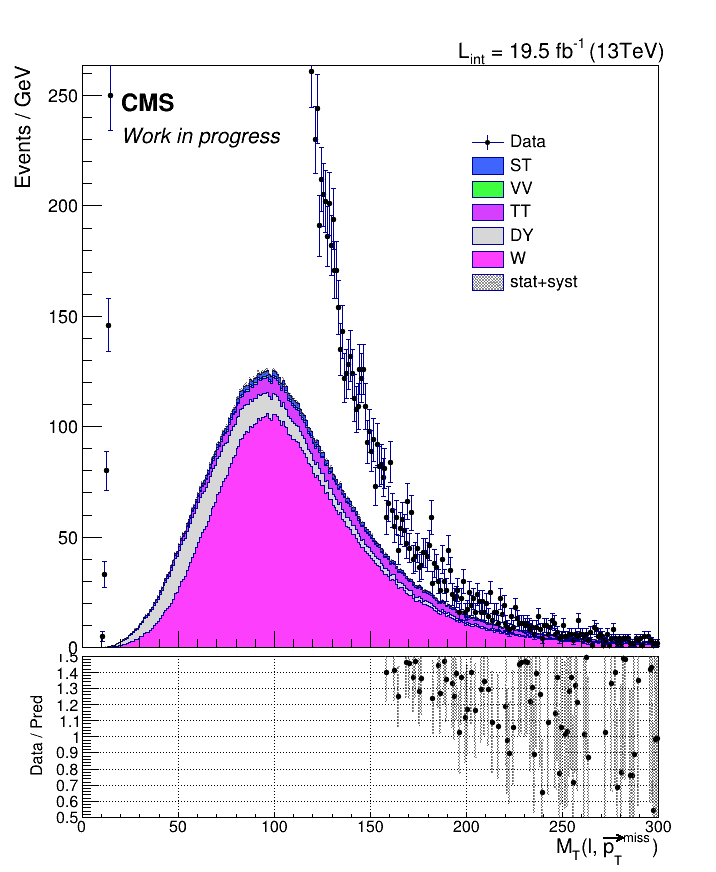 L_int = 19.5 fb^-1 (13TeV)
Events / GeV
CMS
Work in progress
Data
ST
VV
TT
DY
W
stat+syst
250
200
150
100
50
0
Data / Pred
1.5
1.4
1.3
1.2
1.1
1
0.9
0.8
0.7
0.6
0.5
0 50 100 150 200 250 300
M_T(l, p_T^miss)